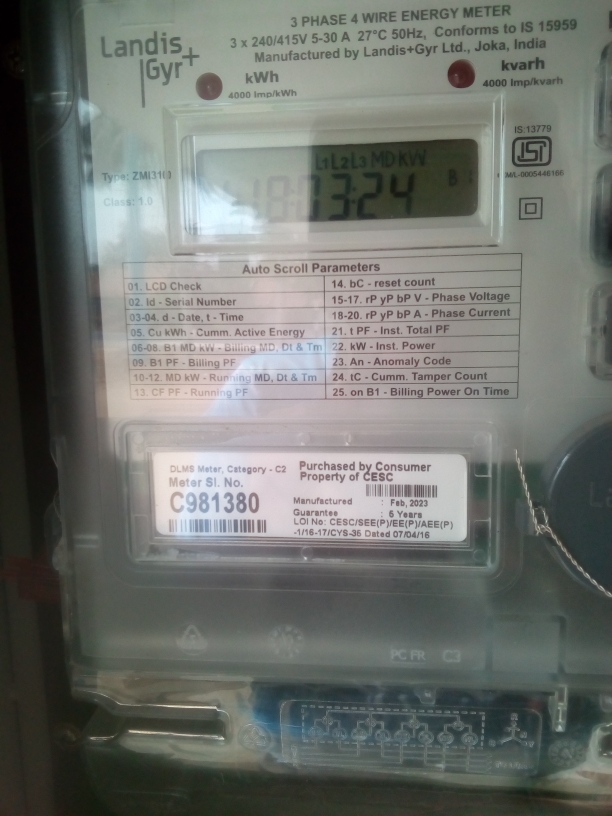 3 PHASE 4 WIRE ENERGY METER
3 x 240/415V 5-30 A 27°C 50Hz, Conforms to IS 15959
Manufactured by Landis+Gyr Ltd., Joka, India
Landis
+
Gyr
kWh
4000 Imp/kWh
kvarh
4000 Imp/kvarh
IS:13779
L1L2L3 MD KW
18:03:24
B1
Type:
Class: 1.0
Auto Scroll Parameters
01. LCD Check
02. Id - Serial Number
03-04. d - Date, t - Time
05. Cu kWh - Cumm. Active Energy
06-08. B1 MD kW - Billing MD, Dt & Tm
09. B1 PF - Billing PF
10-12. MD kW - Running MD, Dt & Tm
13. CF PF - Running PF
14. bC - reset count
15-17. rP yP bP V - Phase Voltage
18-20. rP yP bP A - Phase Current
21. t PF - Inst. Total PF
22. kW - Inst. Power
23. An - Anomaly Code
24. tC - Cumm. Tamper Count
25. on B1 - Billing Power On Time
DLMS Meter, Category - C2
Meter Sl. No.
C981380
Purchased by Consumer
Property of CESC
Manufactured : Feb, 2023
Guarantee : 5 Years
LOI No: CESC/SEE(P)/EE(P)/AEE(P)
-1/16-17/CYS-36 Dated 07/04/16
PC FR C3